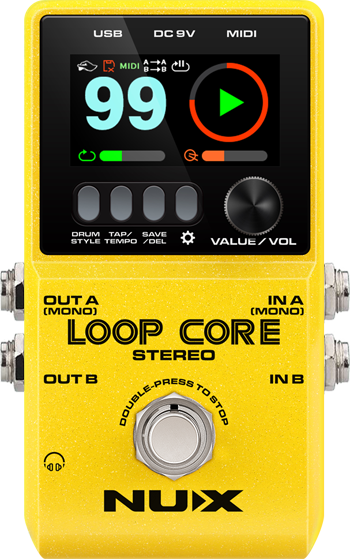 USB DC 9V MIDI
MIDI A→A
B→B
99
DRUM STYLE
TAP/ TEMPO
SAVE /DEL
VALUE/VOL
OUT A
(MONO)
IN A
(MONO)
LOOP CORE
STEREO
OUT B
IN B
DOUBLE-PRESS TO STOP
NUX